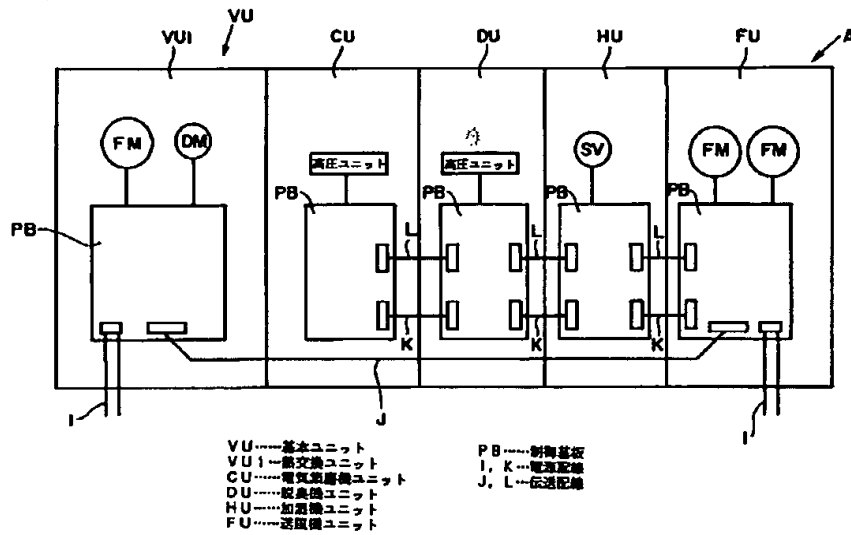 VU
VU1 CU DU HU FU A
FM DM 高圧ユニット 高圧ユニット SV FM FM
PB PB PB PB PB
L L L
K K K
I J I
VU……基本ユニット
VU1…熱交換ユニット
CU……電気集塵機ユニット
DU……脱臭機ユニット
HU……加湿機ユニット
FU……送風機ユニット
PB……制御基板
I, K…電源配線
J, L…伝送配線